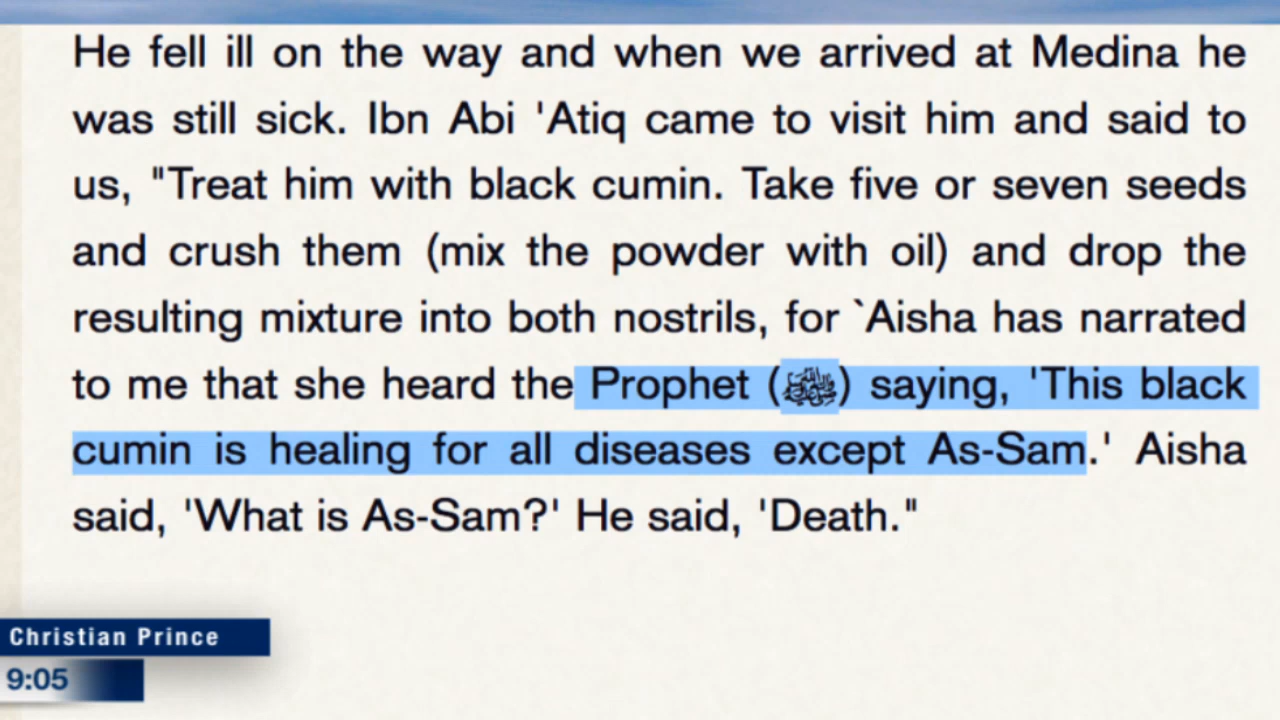 He fell ill on the way and when we arrived at Medina he
was still sick. Ibn Abi 'Atiq came to visit him and said to
us, "Treat him with black cumin. Take five or seven seeds
and crush them (mix the powder with oil) and drop the
resulting mixture into both nostrils, for `Aisha has narrated
to me that she heard the Prophet (ﷺ) saying, 'This black
cumin is healing for all diseases except As-Sam.' Aisha
said, 'What is As-Sam?' He said, 'Death."
Christian Prince
9:05